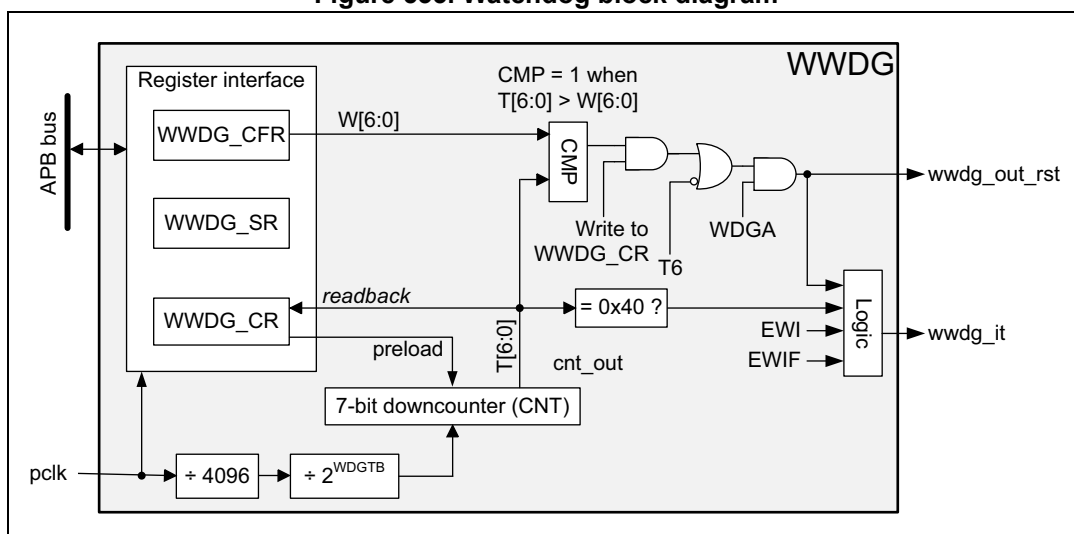 Figure Watchdog block diagram
WWDG
Register interface
CMP = 1 when
T[6:0] > W[6:0]
APB bus
WWDG_CFR
W[6:0]
CMP
wwdg_out_rst
WWDG_SR
Write to
WWDG_CR
T6
WDGA
readback
= 0x40 ?
WWDG_CR
preload
T[6:0]
cnt_out
EWI
EWIF
Logic
wwdg_it
7-bit downcounter (CNT)
pclk
÷ 4096
÷ 2^WDGTB